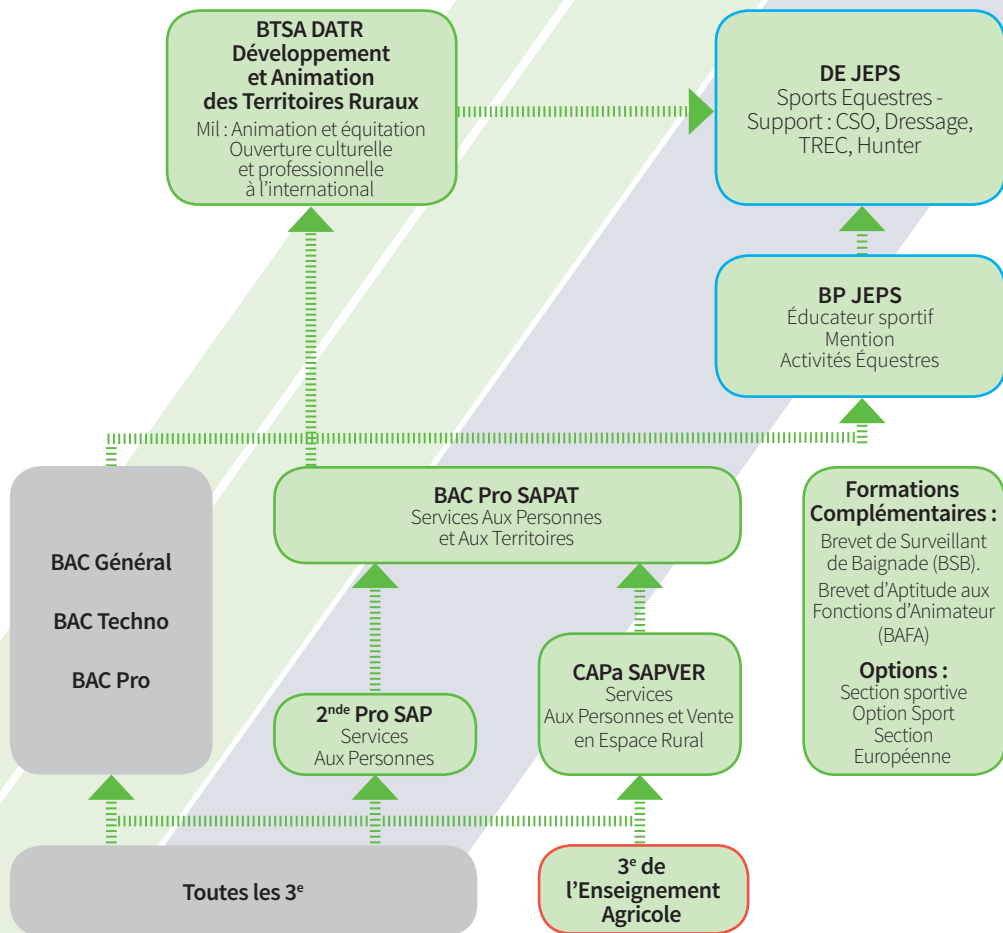 BTSA DATR
Développement
et Animation
des Territoires Ruraux
Mil : Animation et équitation
Ouverture culturelle
et professionnelle
à l’international
DE JEPS
Sports Equestres -
Support : CSO, Dressage,
TREC, Hunter
BP JEPS
Éducateur sportif
Mention
Activités Équestres
BAC Général
BAC Techno
BAC Pro
BAC Pro SAPAT
Services Aux Personnes
et Aux Territoires
Formations
Complémentaires :
Brevet de Surveillant
de Baignade (BSB).
Brevet d’Aptitude aux
Fonctions d’Animateur
(BAFA)
Options :
Section sportive
Option Sport
Section
Européenne
2nde Pro SAP
Services
Aux Personnes
CAPa SAPVER
Services
Aux Personnes et Vente
en Espace Rural
Toutes les 3e
3e de
l’Enseignement
Agricole